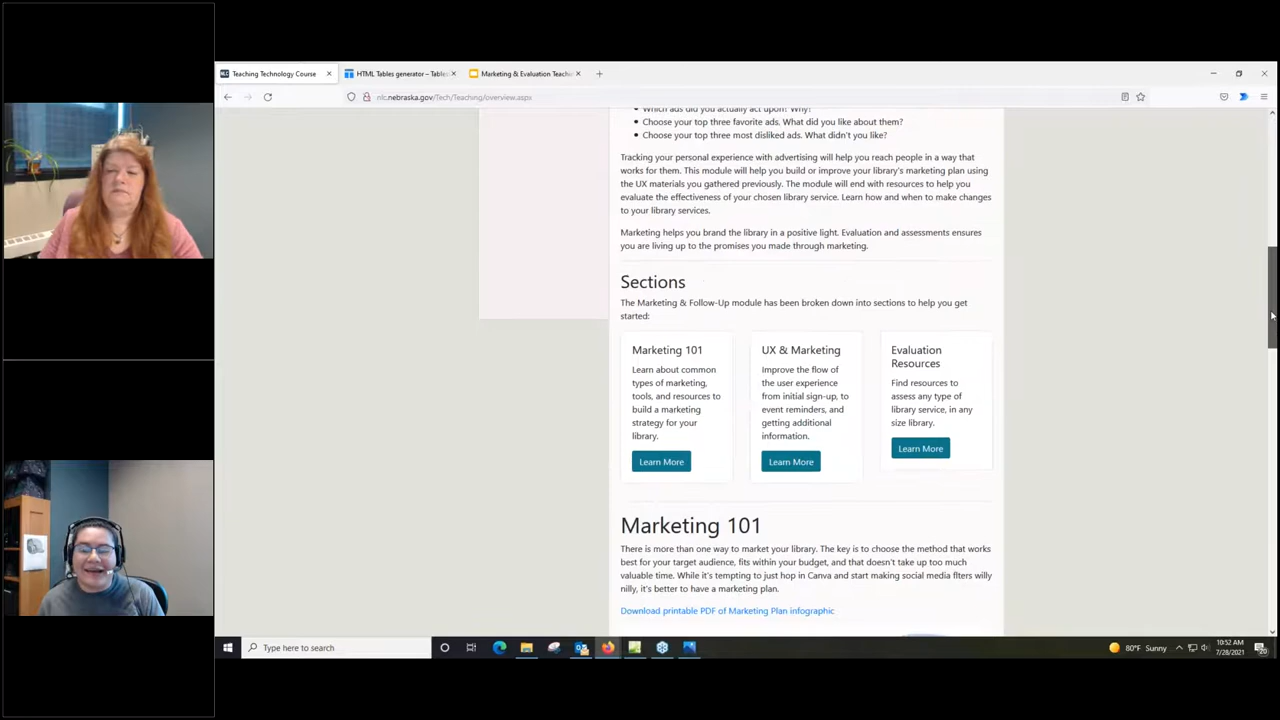 Teaching Technology Course
HTML Tables generator – Tables
Marketing & Evaluation Teachin
nlc.nebraska.gov/Tech/Teaching/overview.aspx
Which ads did you actually act upon? Why?
Choose your top three favorite ads. What did you like about them?
Choose your top three most disliked ads. What didn't you like?
Tracking your personal experience with advertising will help you reach people in a way that
works for them. This module will help you build or improve your library's marketing plan using
the UX materials you gathered previously. The module will end with resources to help you
evaluate the effectiveness of your chosen library service. Learn how and when to make changes
to your library services.
Marketing helps you brand the library in a positive light. Evaluation and assessments ensures
you are living up to the promises you made through marketing.
Sections
The Marketing & Follow-Up module has been broken down into sections to help you get
started:
Marketing 101
Learn about common
types of marketing,
tools, and resources to
build a marketing
strategy for your
library.
Learn More
UX & Marketing
Improve the flow of
the user experience
from initial sign-up, to
event reminders, and
getting additional
information.
Learn More
Evaluation
Resources
Find resources to
assess any type of
library service, in any
size library.
Learn More
Marketing 101
There is more than one way to market your library. The key is to choose the method that works
best for your target audience, fits within your budget, and that doesn't take up too much
valuable time. While it's tempting to just hop in Canva and start making social media flters willy
nilly, it's better to have a marketing plan.
Download printable PDF of Marketing Plan infographic
Type here to search
80°F Sunny
10:52 AM
7/28/2021
20